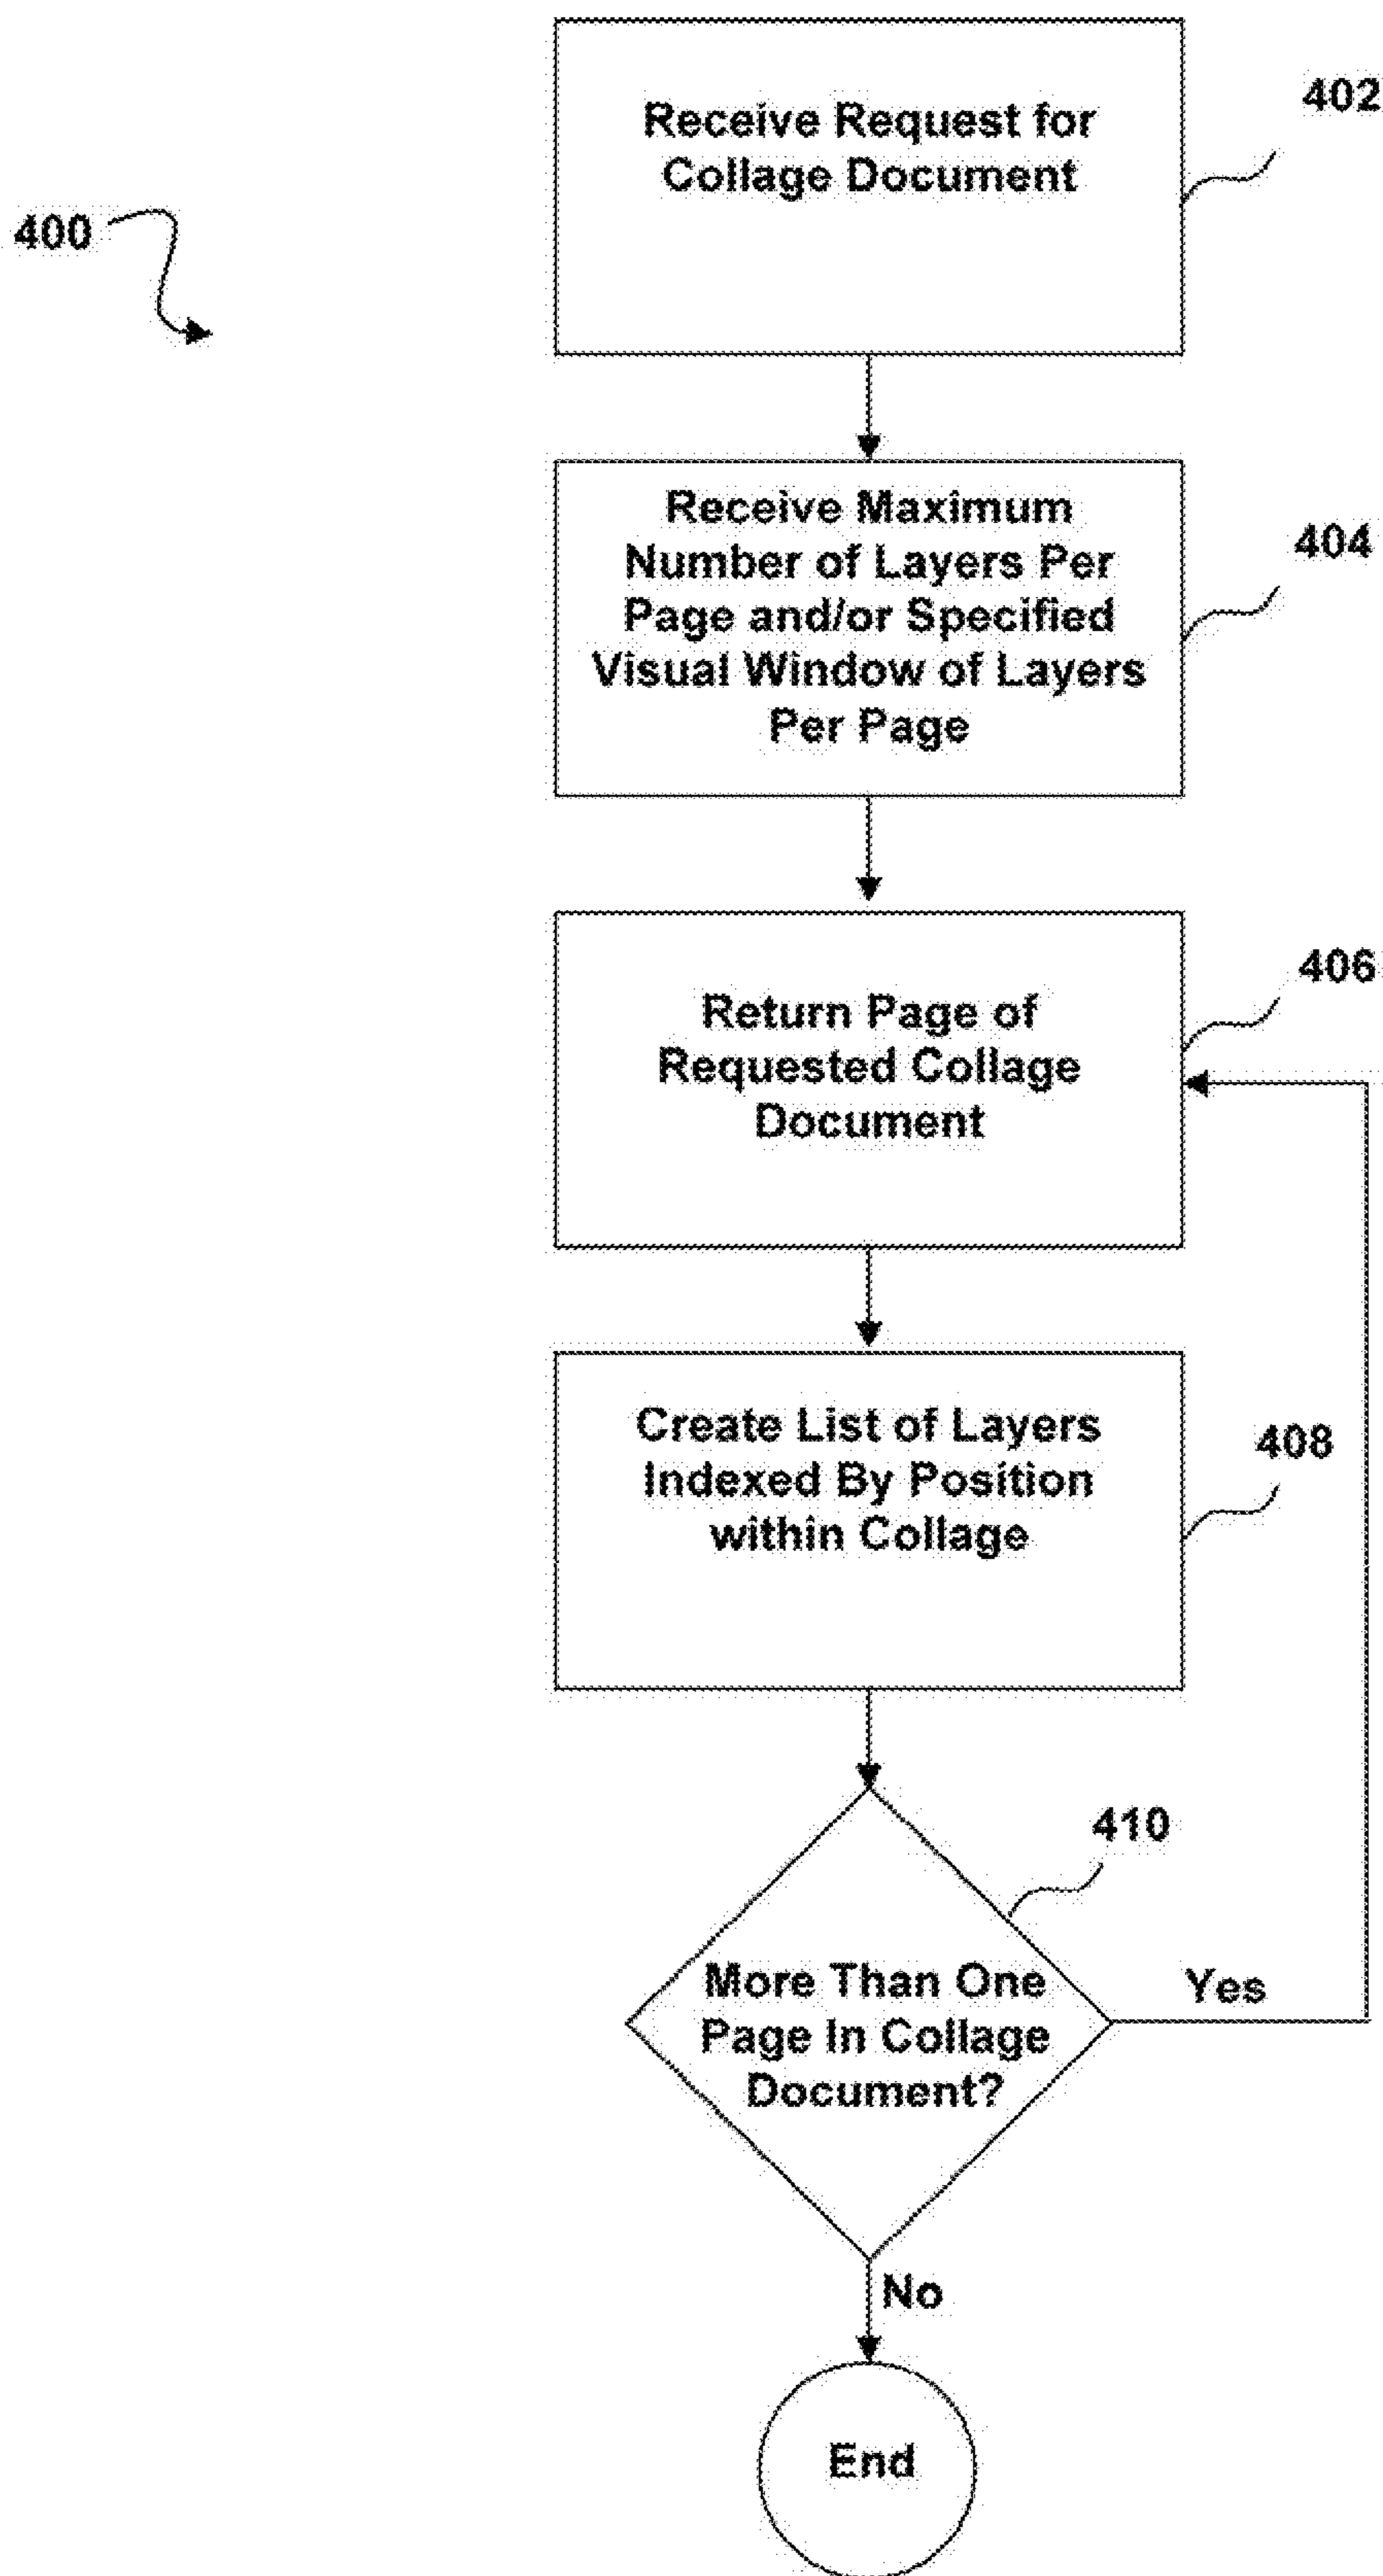 Receive Request for
Collage Document
402
400
Receive Maximum
Number of Layers Per
Page and/or Specified
Visual Window of Layers
Per Page
404
Return Page of
Requested Collage
Document
406
Create List of Layers
Indexed By Position
within Collage
408
410
More Than One
Page In Collage
Document?
Yes
No
End